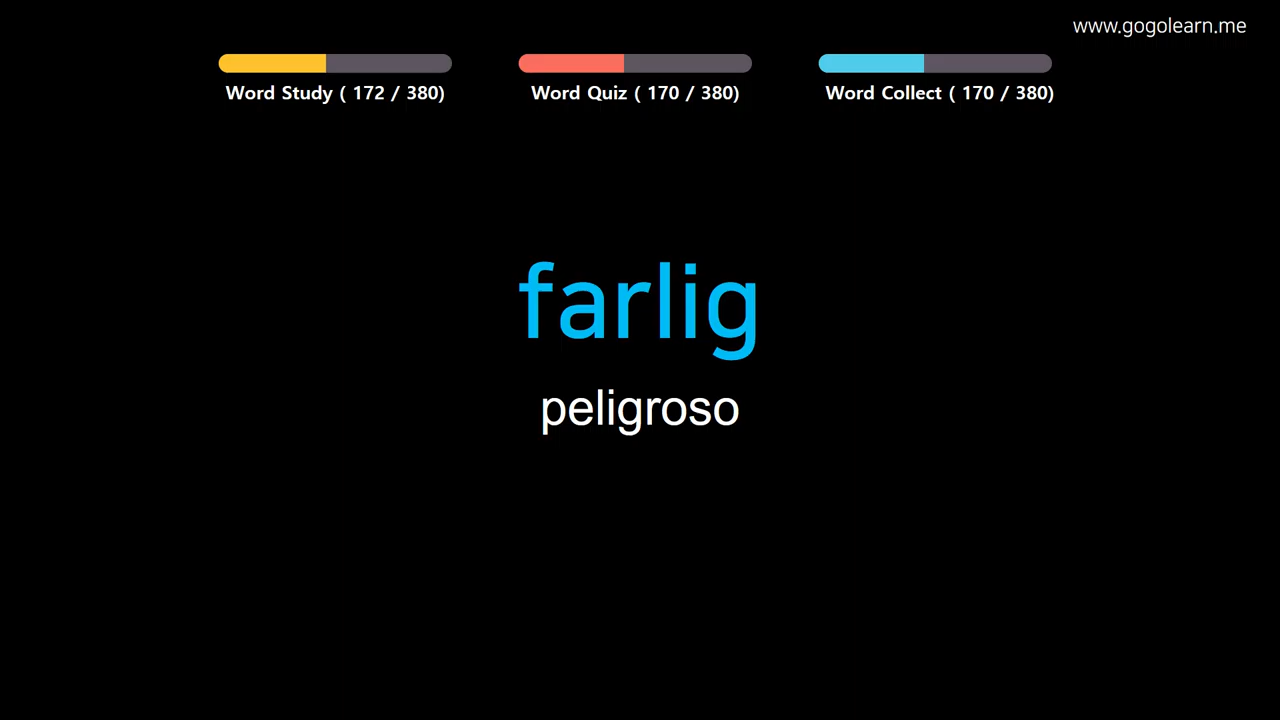 www.gogolearn.me
Word Study ( 172 / 380)
Word Quiz ( 170 / 380)
Word Collect ( 170 / 380)
farlig
peligroso